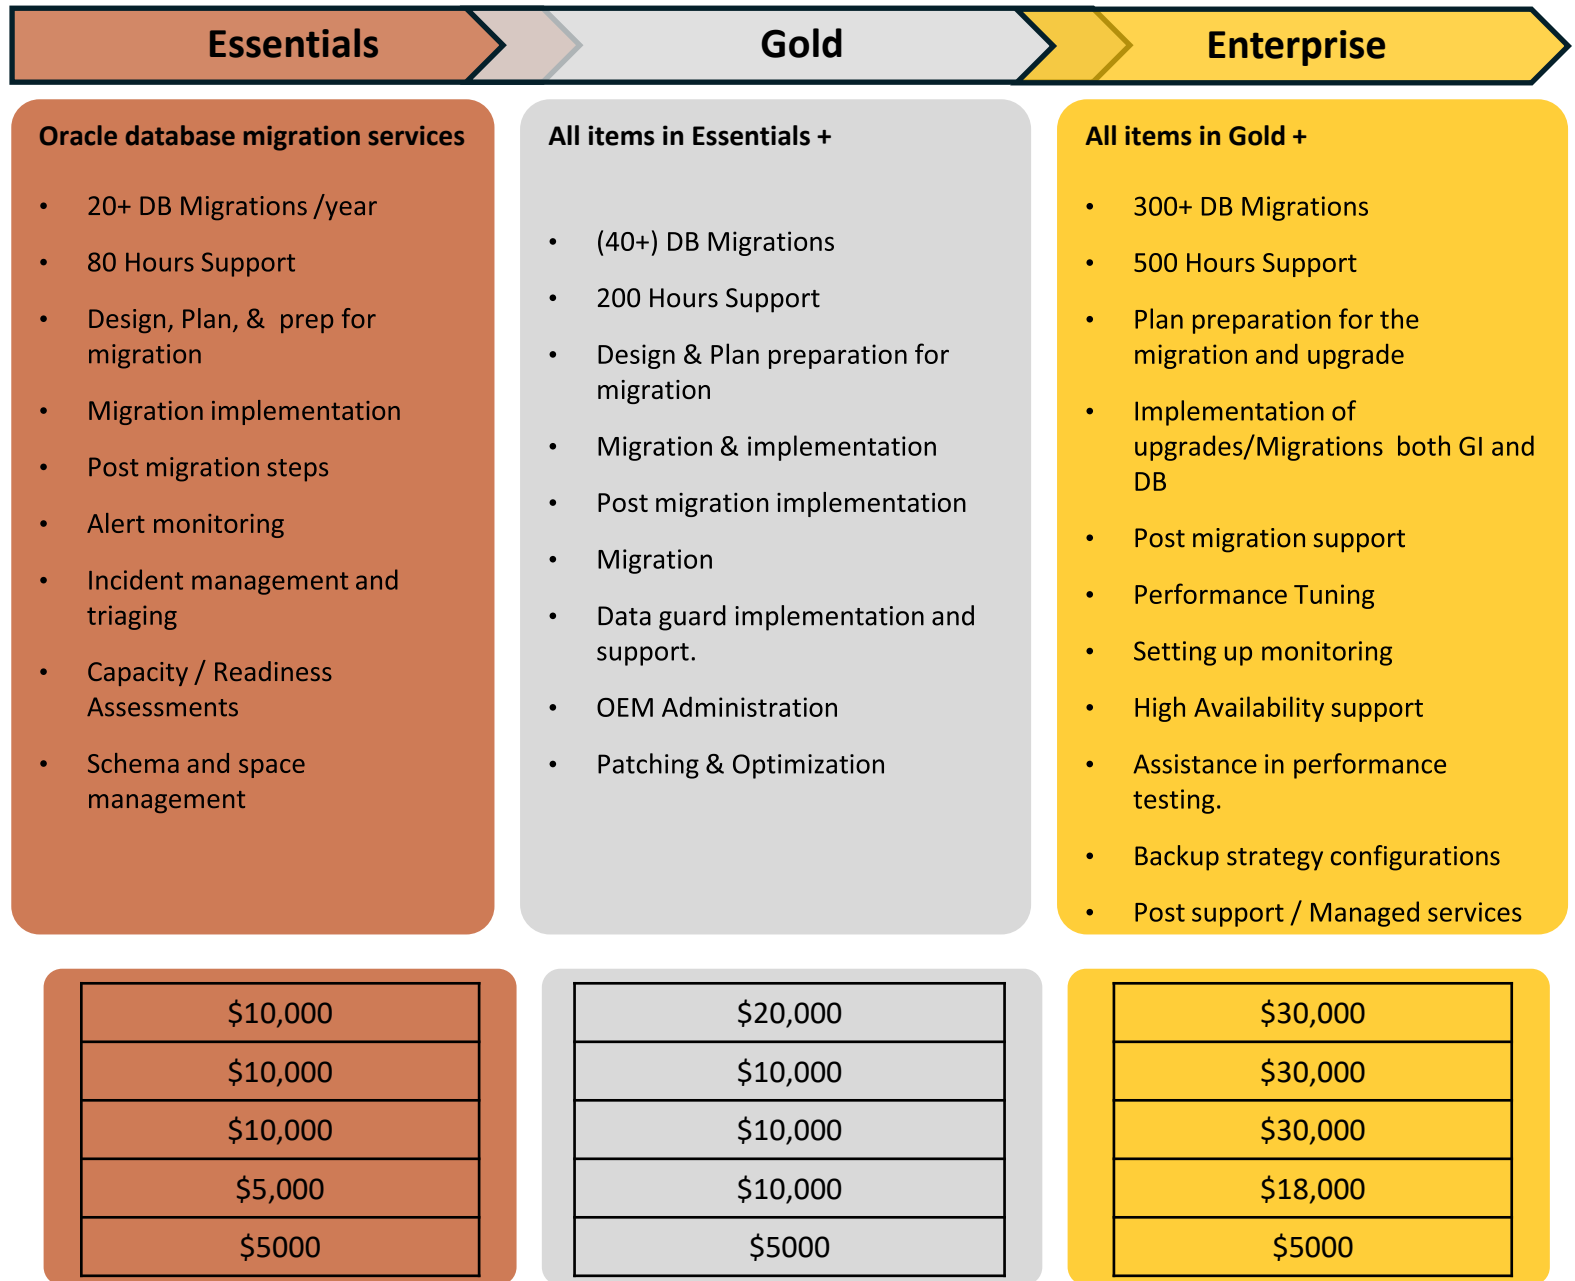 Essentials
Gold
Enterprise
Oracle database migration services
• 20+ DB Migrations /year
• 80 Hours Support
• Design, Plan, & prep for
migration
• Migration implementation
• Post migration steps
• Alert monitoring
• Incident management and
triaging
• Capacity / Readiness
Assessments
• Schema and space
management
All items in Essentials +
• (40+) DB Migrations
• 200 Hours Support
• Design & Plan preparation for
migration
• Migration & implementation
• Post migration implementation
• Migration
• Data guard implementation and
support.
• OEM Administration
• Patching & Optimization
All items in Gold +
• 300+ DB Migrations
• 500 Hours Support
• Plan preparation for the
migration and upgrade
• Implementation of
upgrades/Migrations both GI and
DB
• Post migration support
• Performance Tuning
• Setting up monitoring
• High Availability support
• Assistance in performance
testing.
• Backup strategy configurations
• Post support / Managed services
$10,000
$10,000
$10,000
$5,000
$5000
$20,000
$10,000
$10,000
$10,000
$5000
$30,000
$30,000
$30,000
$18,000
$5000